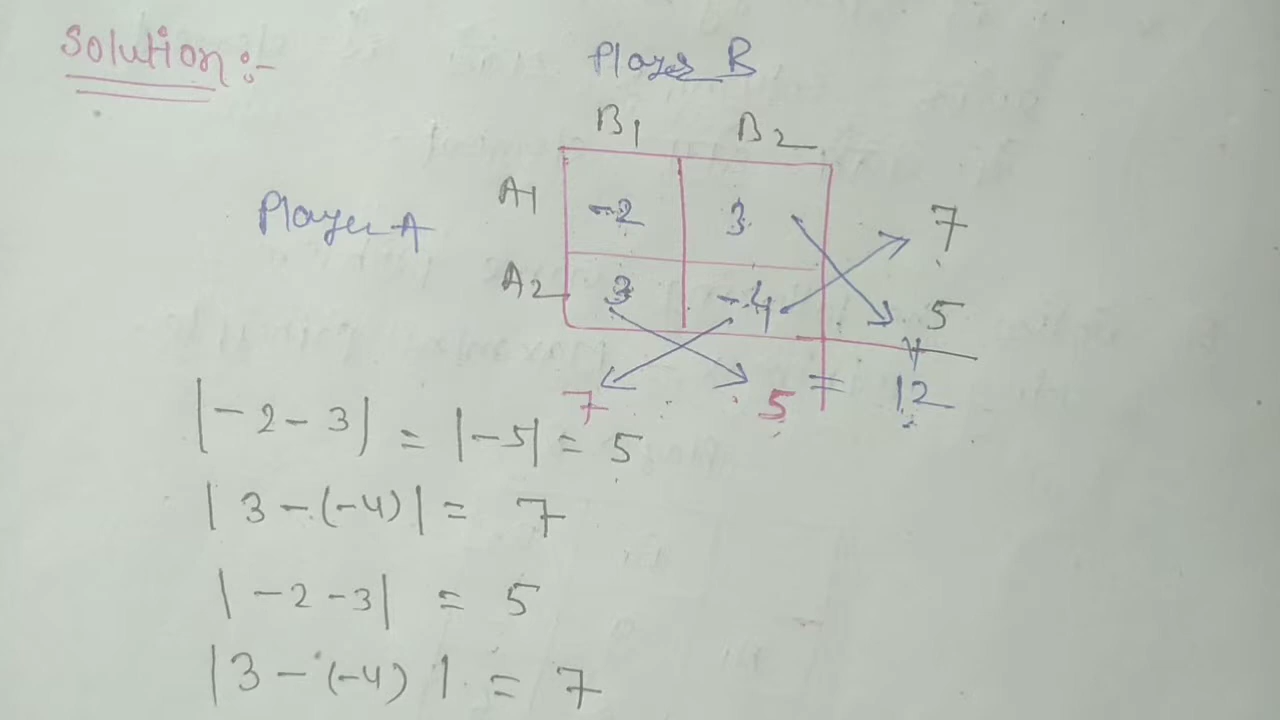 Solution :-
Player B
B1 B2
Player A
A1 -2 3 7
A2 3 -4 5
7 5 = 12
|-2-3| = |-5| = 5
|3-(-4)| = 7
|-2-3| = 5
|3-(-4)| = 7